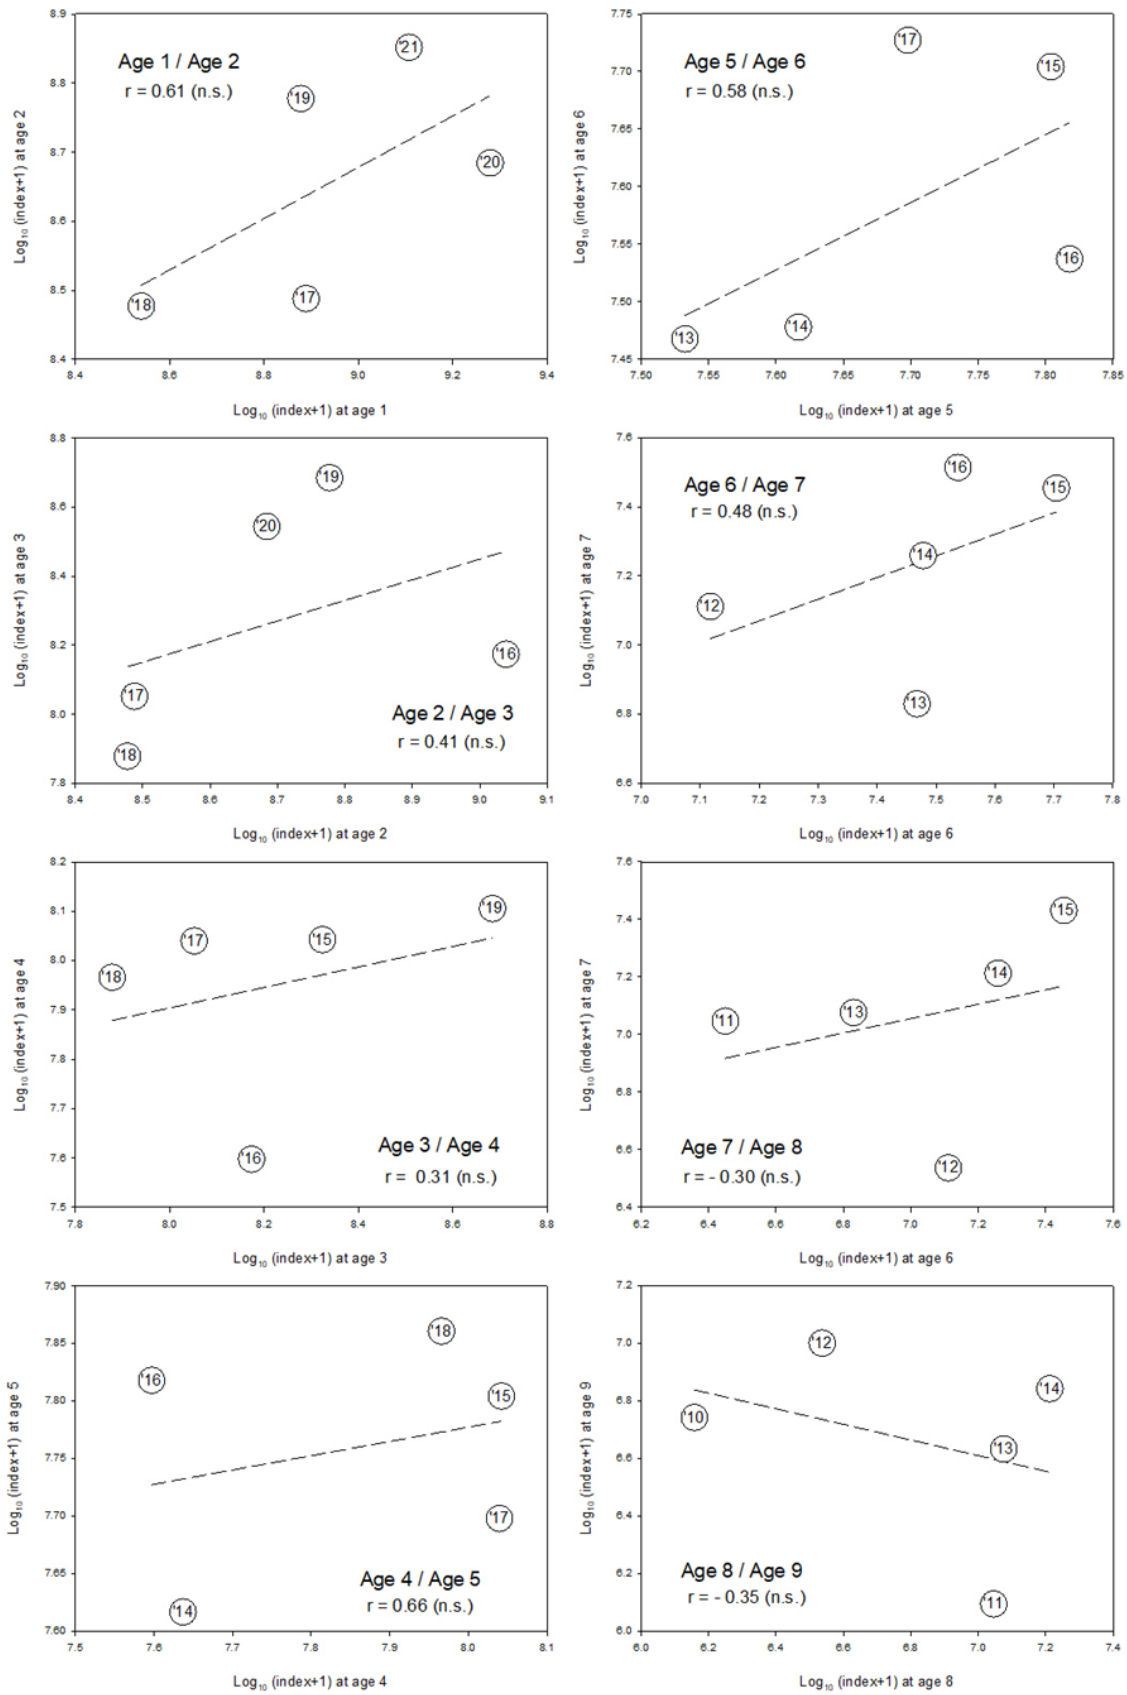 Age 1 / Age 2
r = 0.61 (n.s.)
Log10 (index+1) at age 2
8.9
8.8
8.7
8.6
8.5
8.4
'21
'19
'20
'18
'17
8.4 8.6 8.8 9.0 9.2 9.4
Log10 (index+1) at age 1
Age 5 / Age 6
r = 0.58 (n.s.)
Log10 (index+1) at age 6
7.75
7.70
7.65
7.60
7.55
7.50
7.45
'17
'15
'16
'14
'13
7.50 7.55 7.60 7.65 7.70 7.75 7.80 7.85
Log10 (index+1) at age 5
Log10 (index+1) at age 3
8.8
8.6
8.4
8.2
8.0
7.8
'19
'20
'16
'17
'18
Age 2 / Age 3
r = 0.41 (n.s.)
8.4 8.5 8.6 8.7 8.8 8.9 9.0 9.1
Log10 (index+1) at age 2
Age 6 / Age 7
r = 0.48 (n.s.)
Log10 (index+1) at age 7
7.6
7.4
7.2
7.0
6.8
6.6
'16
'15
'14
'12
'13
7.0 7.1 7.2 7.3 7.4 7.5 7.6 7.7 7.8
Log10 (index+1) at age 6
Log10 (index+1) at age 4
8.2
8.1
8.0
7.9
7.8
7.7
7.6
7.5
'19
'17
'15
'18
'16
Age 3 / Age 4
r = 0.31 (n.s.)
7.8 8.0 8.2 8.4 8.6 8.8
Log10 (index+1) at age 3
Log10 (index+1) at age 7
7.6
7.4
7.2
7.0
6.8
6.6
6.4
'15
'14
'13
'11
'12
Age 7 / Age 8
r = - 0.30 (n.s.)
6.2 6.4 6.6 6.8 7.0 7.2 7.4 7.6
Log10 (index+1) at age 6
Log10 (index+1) at age 5
7.90
7.85
7.80
7.75
7.70
7.65
7.60
'18
'16
'15
'17
'14
Age 4 / Age 5
r = 0.66 (n.s.)
7.5 7.6 7.7 7.8 7.9 8.0 8.1
Log10 (index+1) at age 4
Log10 (index+1) at age 9
7.2
7.0
6.8
6.6
6.4
6.2
6.0
'12
'14
'10
'13
'11
Age 8 / Age 9
r = - 0.35 (n.s.)
6.0 6.2 6.4 6.6 6.8 7.0 7.2 7.4
Log10 (index+1) at age 8